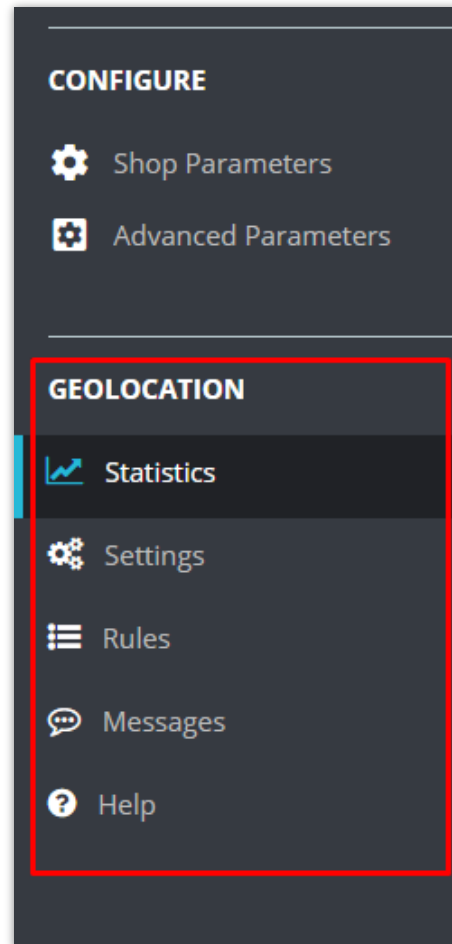 CONFIGURE
Shop Parameters
Advanced Parameters
GEOLOCATION
Statistics
Settings
Rules
Messages
Help